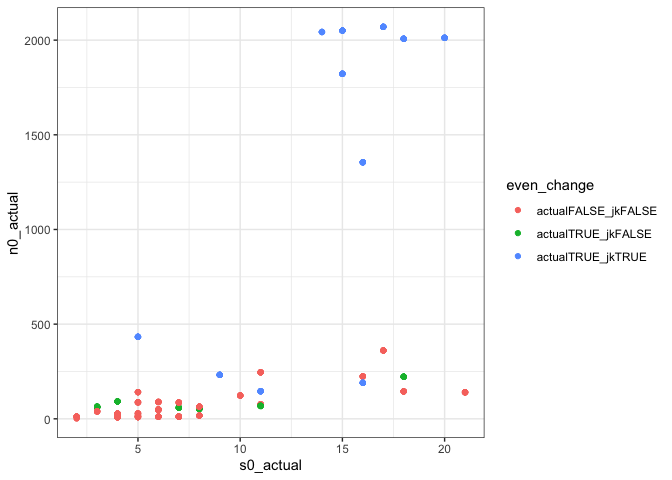 2000
1500
1000
500
0
n0_actual
5
10
15
20
s0_actual
even_change
actualFALSE_jkFALSE
actualTRUE_jkFALSE
actualTRUE_jkTRUE